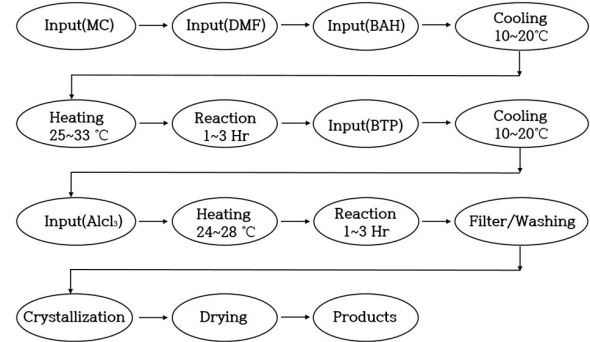 Input(MC)
Input(DMF)
Input(BAH)
Cooling
10~20℃
Heating
25~33 ℃
Reaction
1~3 Hr
Input(BTP)
Cooling
10~20℃
Input(Alcl₃)
Heating
24~28 ℃
Reaction
1~3 Hr
Filter/Washing
Crystallization
Drying
Products